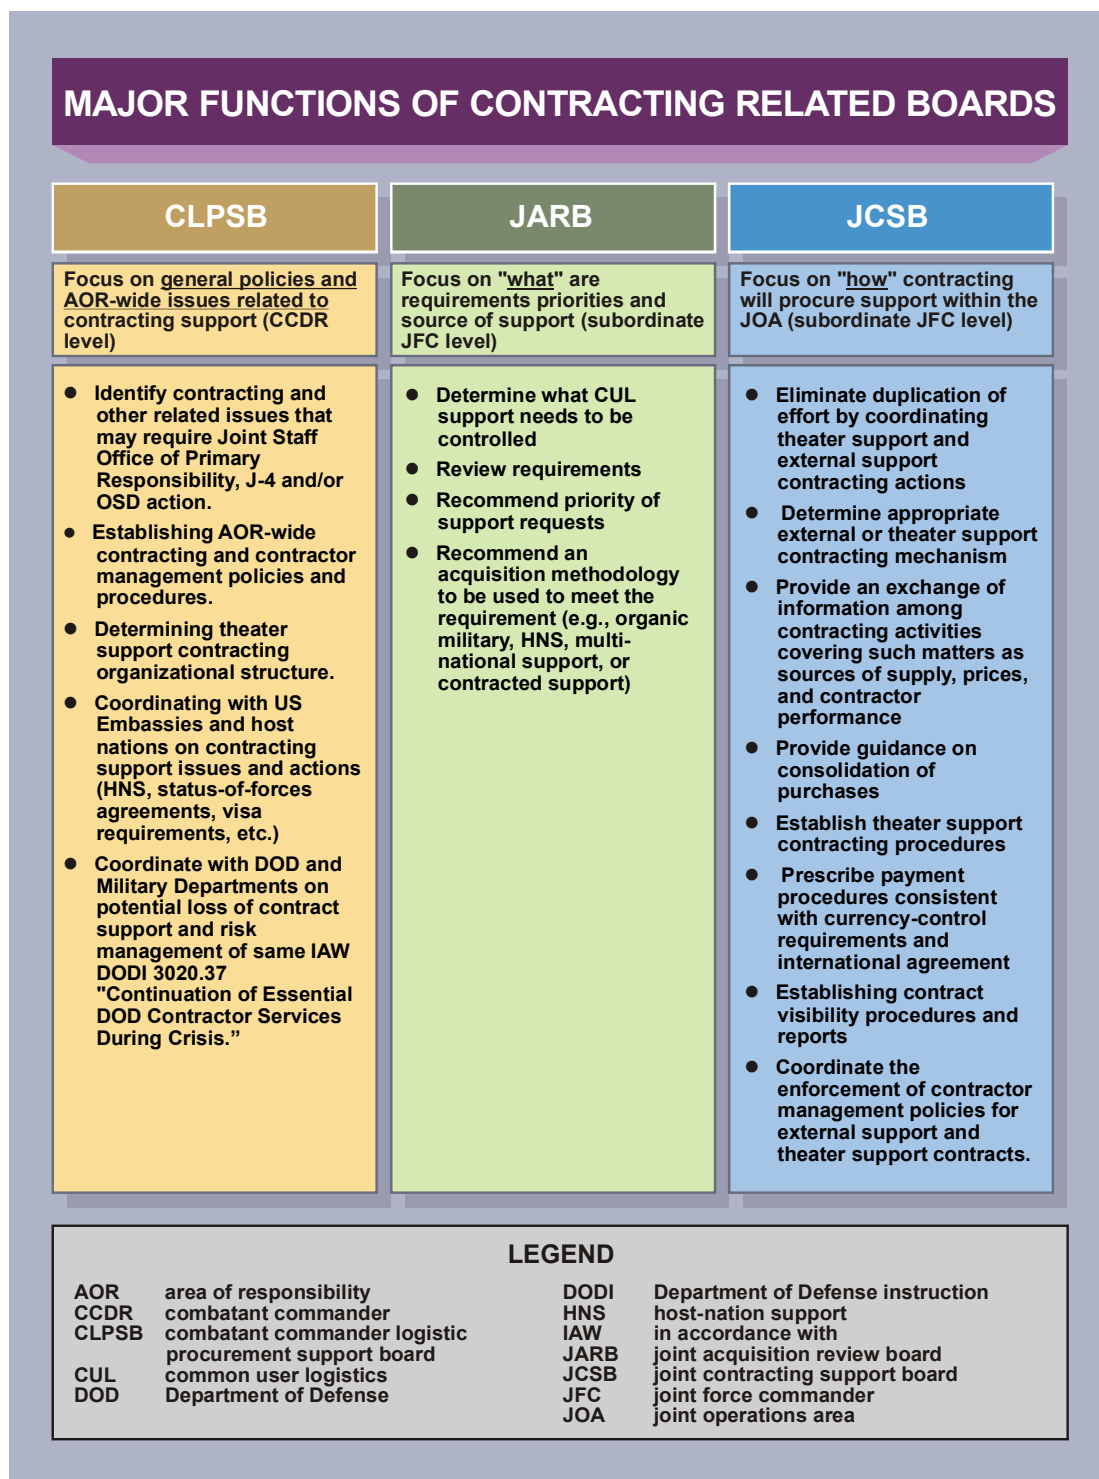 MAJOR FUNCTIONS OF CONTRACTING RELATED BOARDS
CLPSB
Focus on general policies and
AOR-wide issues related to
contracting support (CCDR
level)
● Identify contracting and
other related issues that
may require Joint Staff
Office of Primary
Responsibility, J-4 and/or
OSD action.
● Establishing AOR-wide
contracting and contractor
management policies and
procedures.
● Determining theater
support contracting
organizational structure.
● Coordinating with US
Embassies and host
nations on contracting
support issues and actions
(HNS, status-of-forces
agreements, visa
requirements, etc.)
● Coordinate with DOD and
Military Departments on
potential loss of contract
support and risk
management of same IAW
DODI 3020.37
"Continuation of Essential
DOD Contractor Services
During Crisis.”
JARB
Focus on "what" are
requirements priorities and
source of support (subordinate
JFC level)
● Determine what CUL
support needs to be
controlled
● Review requirements
● Recommend priority of
support requests
● Recommend an
acquisition methodology
to be used to meet the
requirement (e.g., organic
military, HNS, multi-
national support, or
contracted support)
JCSB
Focus on "how" contracting
will procure support within the
JOA (subordinate JFC level)
● Eliminate duplication of
effort by coordinating
theater support and
external support
contracting actions
● Determine appropriate
external or theater support
contracting mechanism
● Provide an exchange of
information among
contracting activities
covering such matters as
sources of supply, prices,
and contractor
performance
● Provide guidance on
consolidation of
purchases
● Establish theater support
contracting procedures
● Prescribe payment
procedures consistent
with currency-control
requirements and
international agreement
● Establishing contract
visibility procedures and
reports
● Coordinate the
enforcement of contractor
management policies for
external support and
theater support contracts.
LEGEND
AOR area of responsibility
CCDR combatant commander
CLPSB combatant commander logistic
procurement support board
CUL common user logistics
DOD Department of Defense
DODI Department of Defense instruction
HNS host-nation support
IAW in accordance with
JARB joint acquisition review board
JCSB joint contracting support board
JFC joint force commander
JOA joint operations area